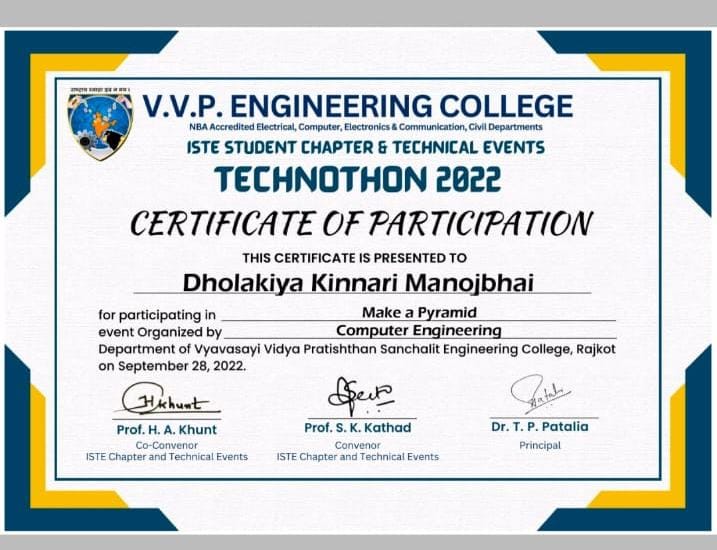 राष्ट्राय स्वाहा इदं न मम।
V.V.P. ENGINEERING COLLEGE
NBA Accredited Electrical, Computer, Electronics & Communication, Civil Departments
ISTE STUDENT CHAPTER & TECHNICAL EVENTS
TECHNOTHON 2022
CERTIFICATE OF PARTICIPATION
THIS CERTIFICATE IS PRESENTED TO
Dholakiya Kinnari Manojbhai
for participating in Make a Pyramid
event Organized by Computer Engineering
Department of Vyavasayi Vidya Pratishthan Sanchalit Engineering College, Rajkot
on September 28, 2022.
Hkhunt
Prof. H. A. Khunt Prof. S. K. Kathad Dr. T. P. Patalia
Co-Convenor Convenor Principal
ISTE Chapter and Technical Events ISTE Chapter and Technical Events